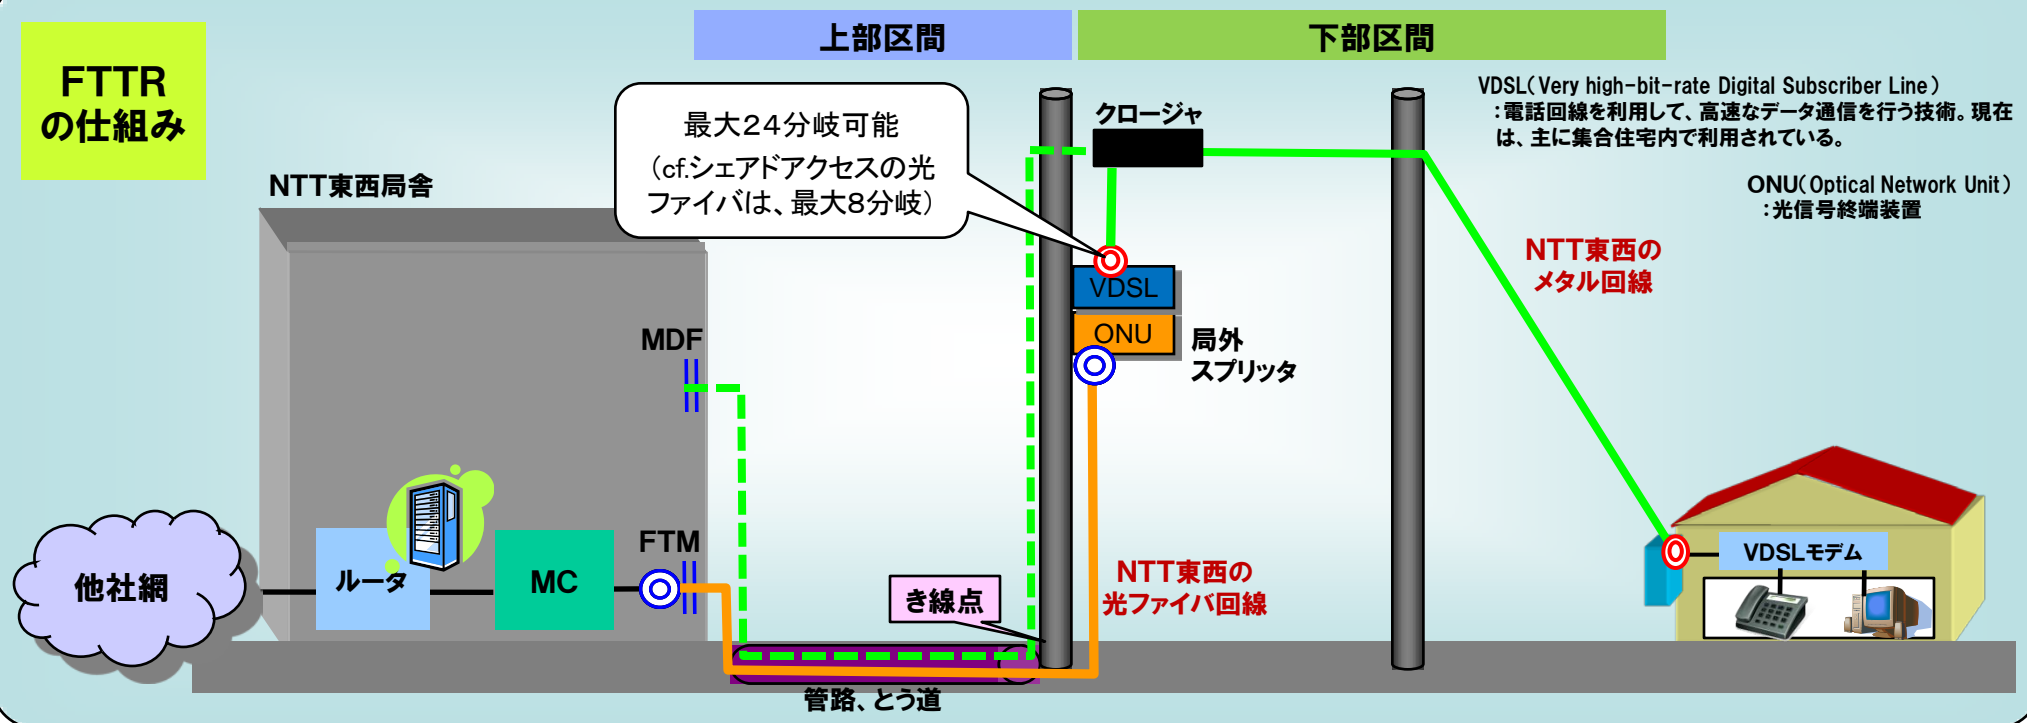 FTTR
の仕組み
上部区間
下部区間
VDSL（Very high-bit-rate Digital Subscriber Line）
：電話回線を利用して、高速なデータ通信を行う技術。現在
は、主に集合住宅内で利用されている。
ONU（Optical Network Unit）
：光信号終端装置
最大２４分岐可能
（cf.シェアドアクセスの光
ファイバは、最大８分岐）
クロージャ
NTT東西局舎
NTT東西の
メタル回線
VDSL
ONU
局外
スプリッタ
MDF
FTM
他社網
ルータ
MC
き線点
NTT東西の
光ファイバ回線
VDSLモデム
管路、とう道